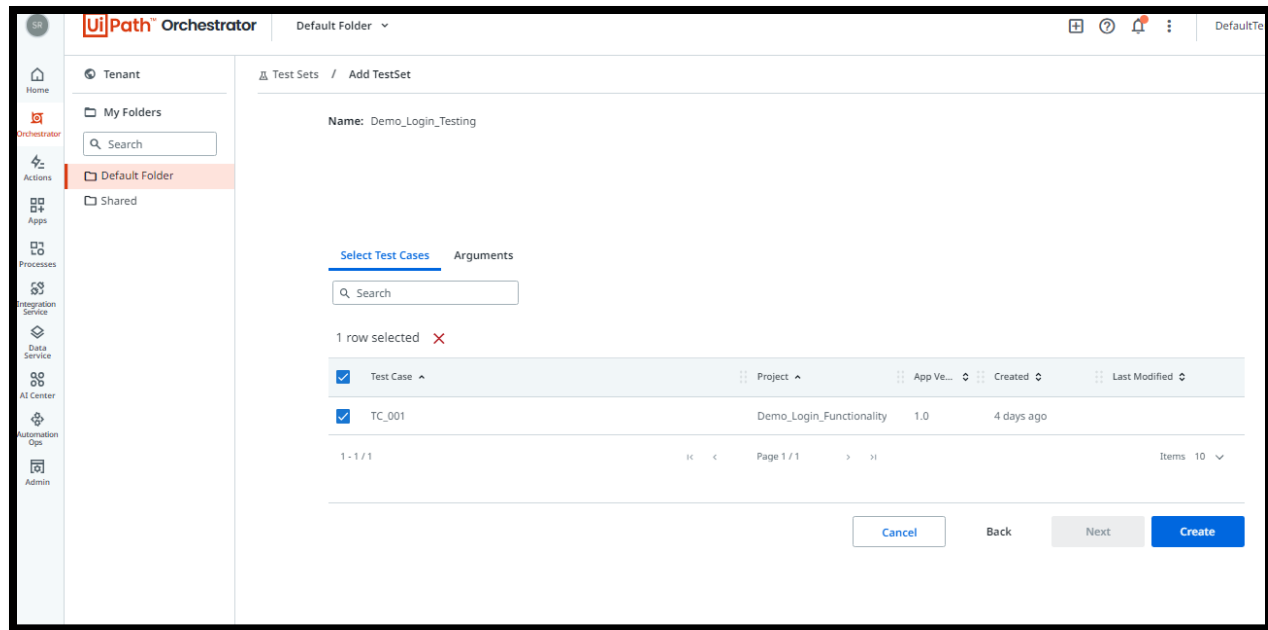 SR
UiPath™ Orchestrator
Default Folder
DefaultTe
Home
Orchestrator
Actions
Apps
Processes
Integration
Service
Data
Service
AI Center
Automation
Ops
Admin
Tenant
My Folders
Search
Default Folder
Shared
Test Sets / Add TestSet
Name: Demo_Login_Testing
Select Test Cases Arguments
Search
1 row selected
Test Case Project App Ve... Created Last Modified
TC_001 Demo_Login_Functionality 1.0 4 days ago
1 - 1 / 1 Page 1 / 1 Items 10
Cancel Back Next Create